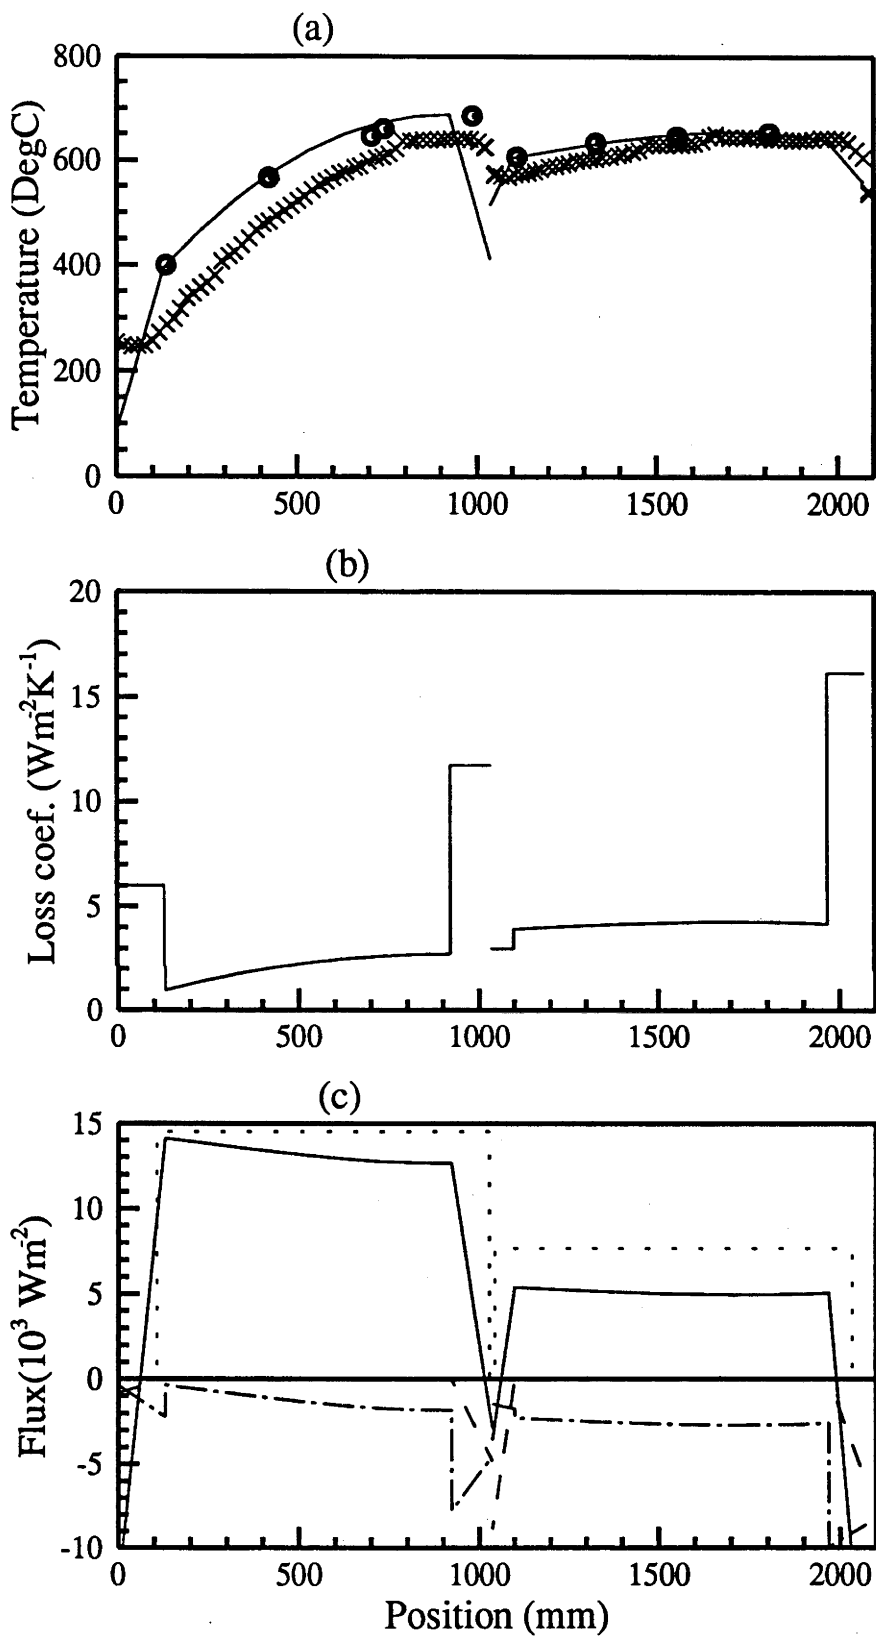 (a)
800
600
400
200
0
Temperature (DegC)
0 500 1000 1500 2000
(b)
20
15
10
5
0
Loss coef. (Wm⁻²K⁻¹)
0 500 1000 1500 2000
(c)
15
10
5
0
-5
-10
Flux(10³ Wm⁻²)
0 500 1000 1500 2000
Position (mm)